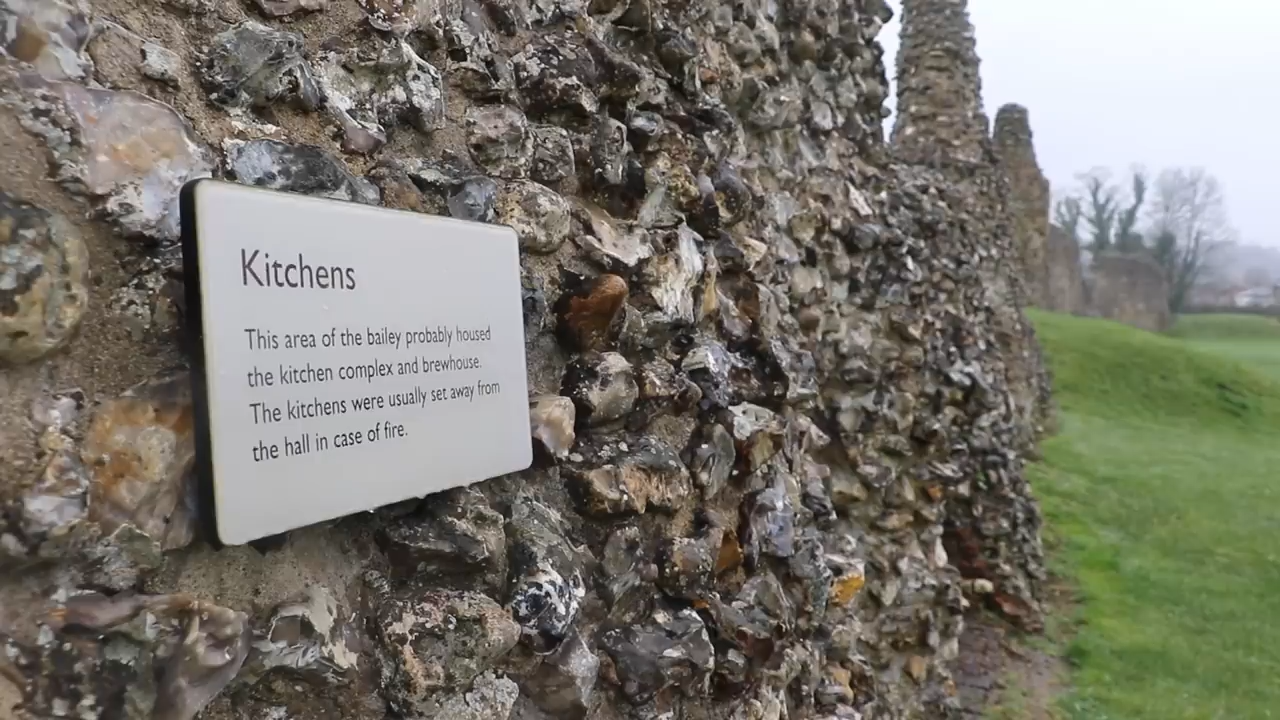 Kitchens
This area of the bailey probably housed
the kitchen complex and brewhouse.
The kitchens were usually set away from
the hall in case of fire.